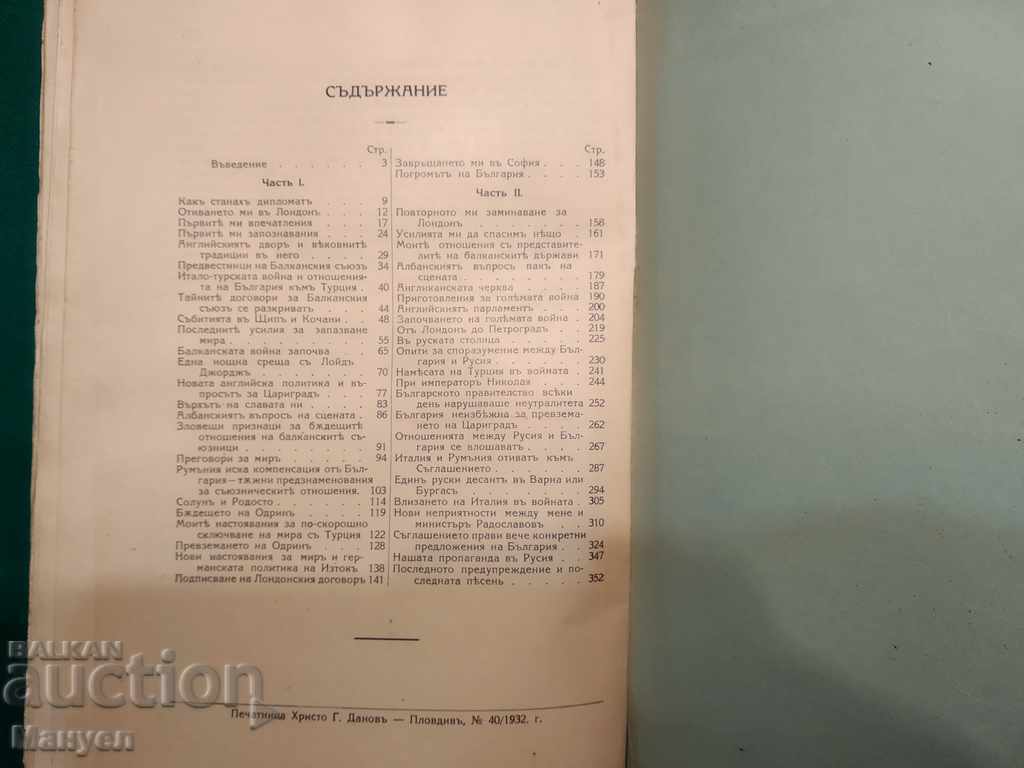 СЪДЪРЖАНИЕ
Стр.
Въведение . . . . . . 3
Часть I.
Какъ станахъ дипломатъ . . . 9
Отиването ми въ Лондонъ . . . 12
Първитѣ ми впечатления . . . 17
Първитѣ ми запознавания . . . 24
Английскиятъ дворъ и вѣковнитѣ
традиции въ него . . . . 29
Предвестници на Балканския съюзъ 34
Итало-турската война и отношения-
та на България къмъ Турция . 40
Тайнитѣ договори за Балканския
съюзъ се разкриватъ . . . 44
Събитията въ Щипъ и Кочани . . 48
Последнитѣ усилия за запазване
мира . . . . . . . . 55
Балканската война започва . . 65
Една нощна среща съ Лойдъ
Джорджъ . . . . . . . 70
Новата английска политика и въ-
просътъ за Цариградъ . . . 77
Върхътъ на славата ни . . . . 83
Албанскиятъ въпросъ на сцената . 86
Зловещи признаци за бѫдещитѣ
отношения на балканскитѣ съ-
юзници . . . . . . . . 91
Преговори за миръ . . . . . 94
Румъния иска компенсация отъ Бъл-
гария — тѫжни предзнаменования
за съюзническитѣ отношения. 103
Солунъ и Родосто . . . . . 114
Бѫдещето на Одринъ . . . . 119
Моитѣ настоявания за по-скорошно
сключване на мира съ Турция 122
Превземането на Одринъ . . . 128
Нови настоявания за миръ и гер-
манската политика на Изтокъ 138
Подписване на Лондонския договоръ 141
Стр.
Завръщането ми въ София . . . 148
Погромътъ на България . . . . 153
Часть II.
Повторното ми заминаване за
Лондонъ . . . . . . . 158
Усилията ми да спасимъ нѣщо . 161
Моитѣ отношения съ представите-
литѣ на балканскитѣ държави 171
Албанскиятъ въпросъ пакъ на
сцената . . . . . . . 179
Англиканската черква . . . . 187
Приготовления за голѣмата война 190
Английскиятъ парламентъ . . . 200
Започването на голѣмата война . 204
Отъ Лондонъ до Петроградъ . . 219
Въ руската столица . . . . . 225
Опити за споразумение между Бъл-
гария и Русия . . . . . . 230
Намѣсата на Турция въ войната . 241
При императоръ Николая . . . 244
Българското правителство всѣки
день нарушаваше неутралитета 252
България неизбѣжна за превзема-
нето на Цариградъ . . . . 262
Отношенията между Русия и Бъл-
гария се влошаватъ . . . . 267
Италия и Румъния отиватъ къмъ
Съглашението . . . . . 287
Единъ руски десантъ въ Варна или
Бургасъ . . . . . . . 294
Влизането на Италия въ войната . 305
Нови неприятности между мене и
министъръ Радославовъ . . 310
Съглашението прави вече конкретни
предложения на България . . 324
Нашата пропаганда въ Русия . . 347
Последното предупреждение и по-
следната пѣсень . . . . . 352
Печатница Христо Г. Дановъ — Пловдивъ, № 40/1932. г.
BALKAN
auction
Manyen